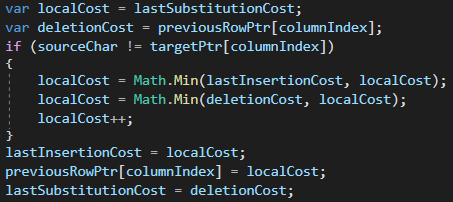 var localCost = lastSubstitutionCost;
var deletionCost = previousRowPtr[columnIndex];
if (sourceChar != targetPtr[columnIndex])
{
    localCost = Math.Min(lastInsertionCost, localCost);
    localCost = Math.Min(deletionCost, localCost);
    localCost++;
}
lastInsertionCost = localCost;
previousRowPtr[columnIndex] = localCost;
lastSubstitutionCost = deletionCost;